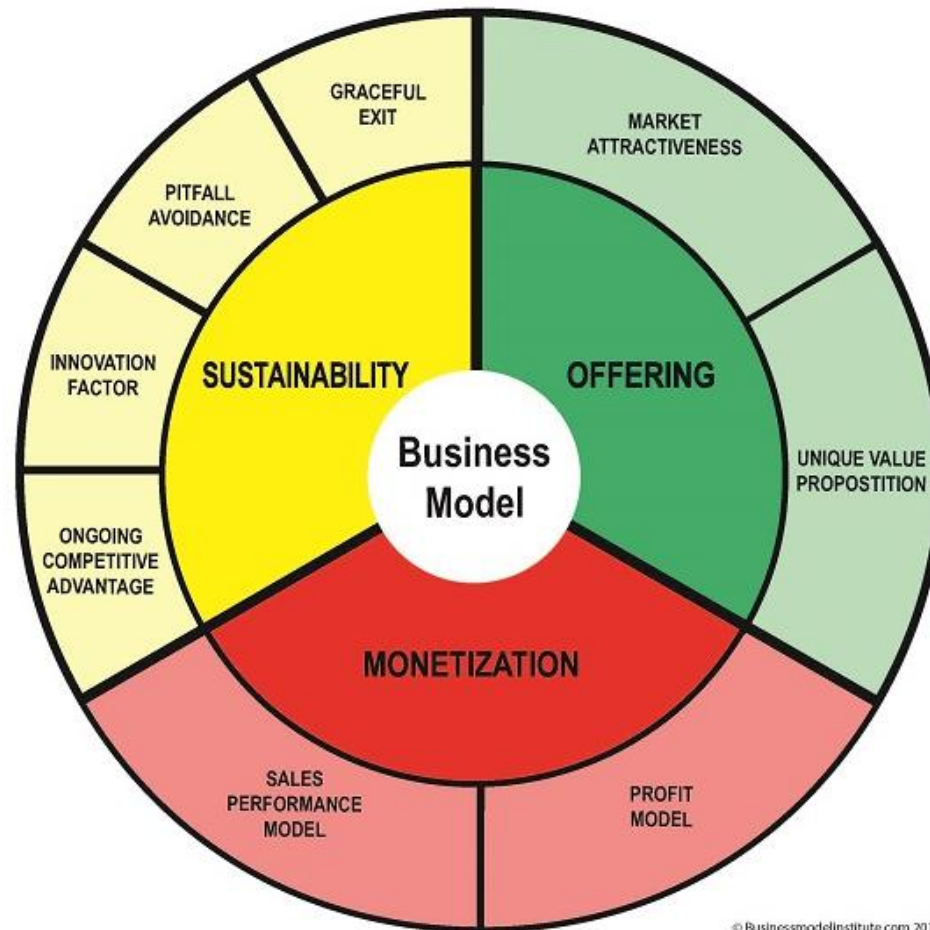 GRACEFUL
EXIT
MARKET
ATTRACTIVENESS
PITFALL
AVOIDANCE
INNOVATION
FACTOR
SUSTAINABILITY
OFFERING
Business
Model
UNIQUE VALUE
PROPOSTITION
ONGOING
COMPETITIVE
ADVANTAGE
MONETIZATION
SALES
PERFORMANCE
MODEL
PROFIT
MODEL
© Businessmodelinstitute.com